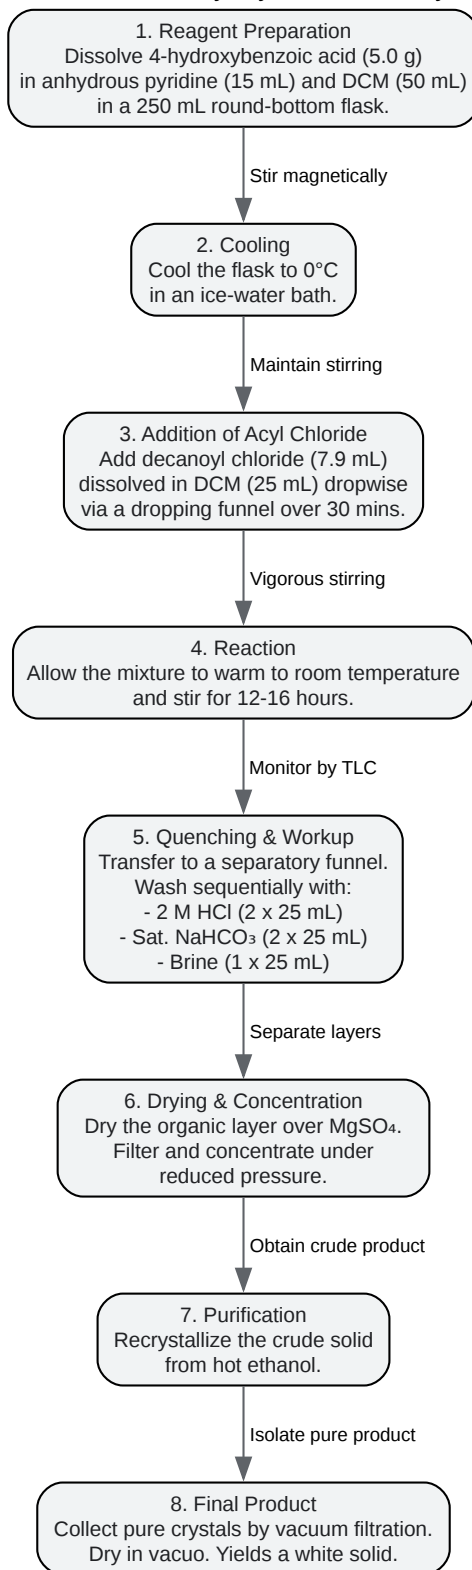 1. Reagent Preparation
Dissolve 4-hydroxybenzoic acid (5.0 g)
in anhydrous pyridine (15 mL) and DCM (50 mL)
in a 250 mL round-bottom flask.
Stir magnetically
2. Cooling
Cool the flask to 0°C
in an ice-water bath.
Maintain stirring
3. Addition of Acyl Chloride
Add decanoyl chloride (7.9 mL)
dissolved in DCM (25 mL) dropwise
via a dropping funnel over 30 mins.
Vigorous stirring
4. Reaction
Allow the mixture to warm to room temperature
and stir for 12-16 hours.
Monitor by TLC
5. Quenching & Workup
Transfer to a separatory funnel.
Wash sequentially with:
- 2 M HCl (2 x 25 mL)
- Sat. NaHCO₃ (2 x 25 mL)
- Brine (1 x 25 mL)
Separate layers
6. Drying & Concentration
Dry the organic layer over MgSO₄.
Filter and concentrate under
reduced pressure.
Obtain crude product
7. Purification
Recrystallize the crude solid
from hot ethanol.
Isolate pure product
8. Final Product
Collect pure crystals by vacuum filtration.
Dry in vacuo. Yields a white solid.